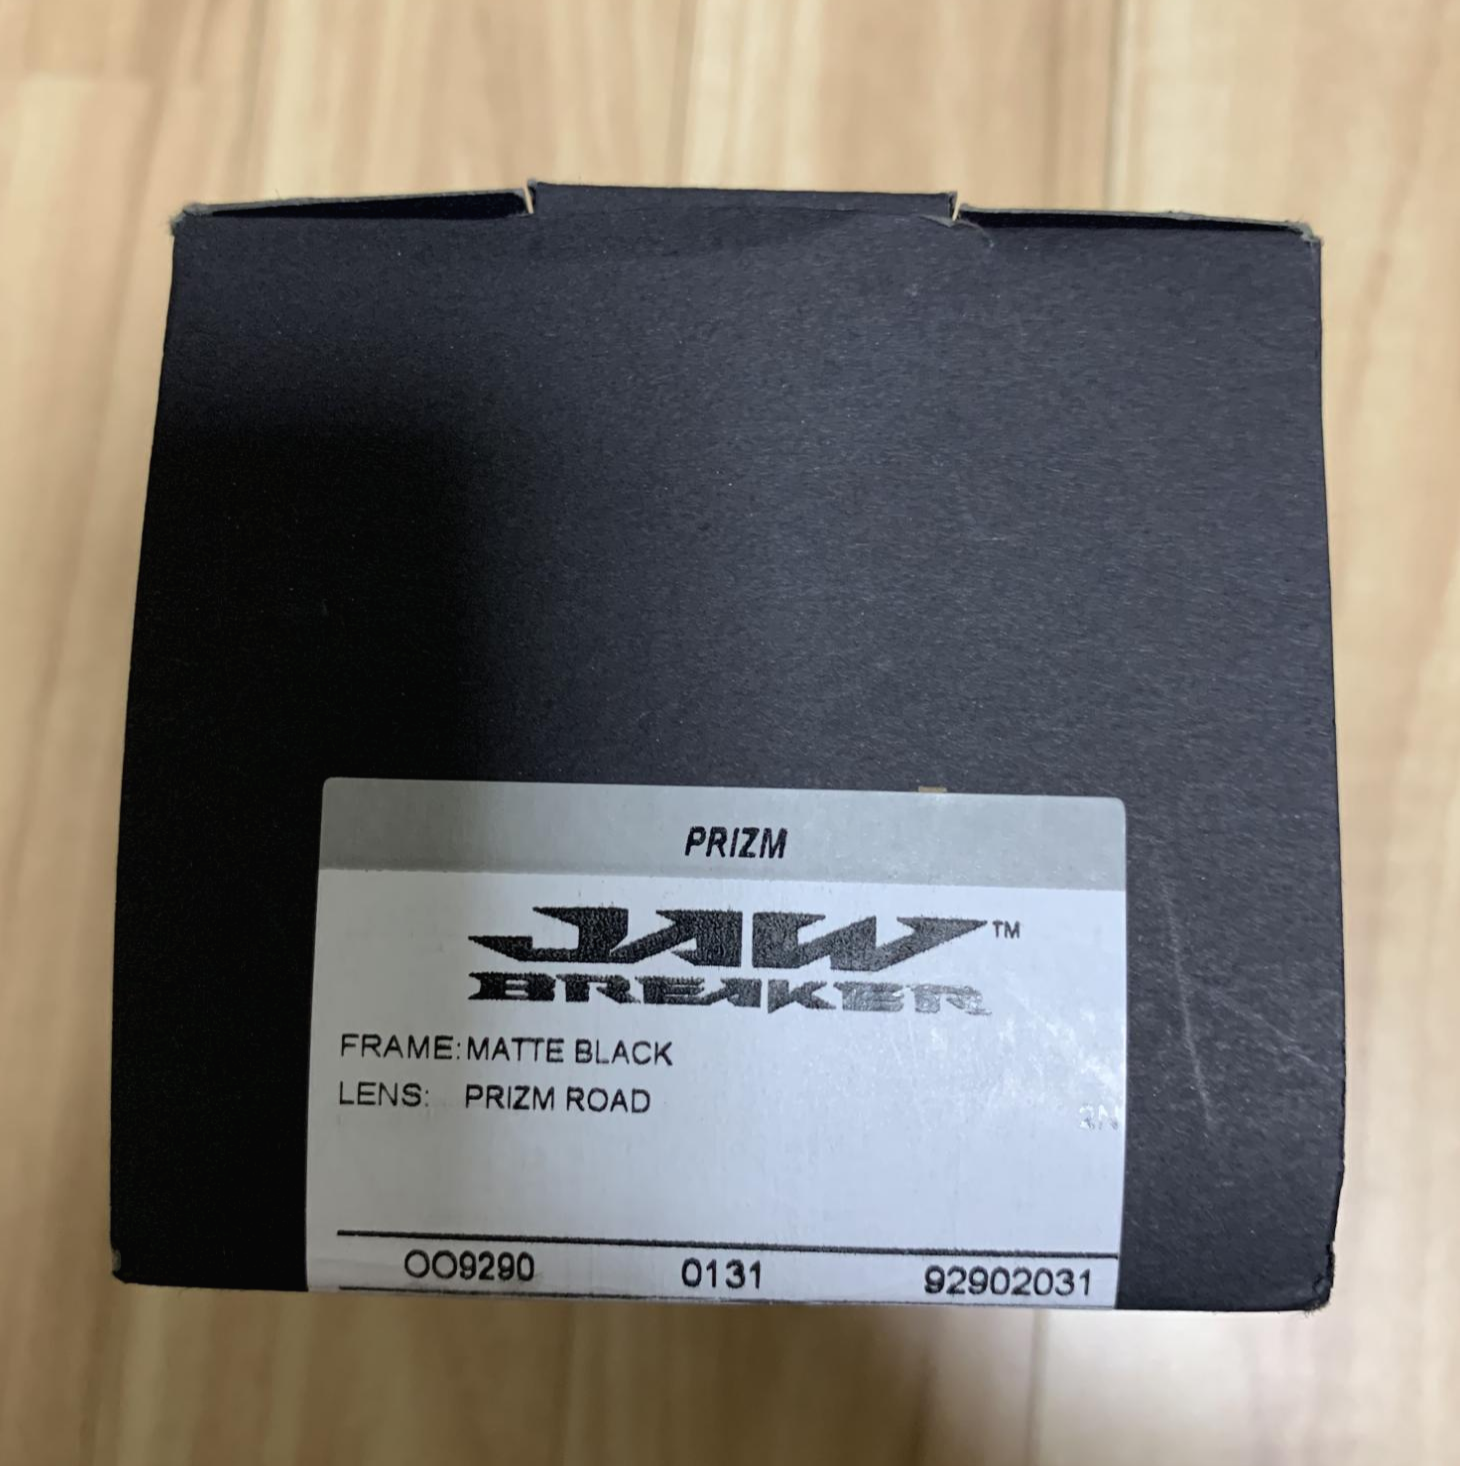 PRIZM
JAW™
BREAKER
FRAME: MATTE BLACK
LENS: PRIZM ROAD
OO9290 0131 92902031